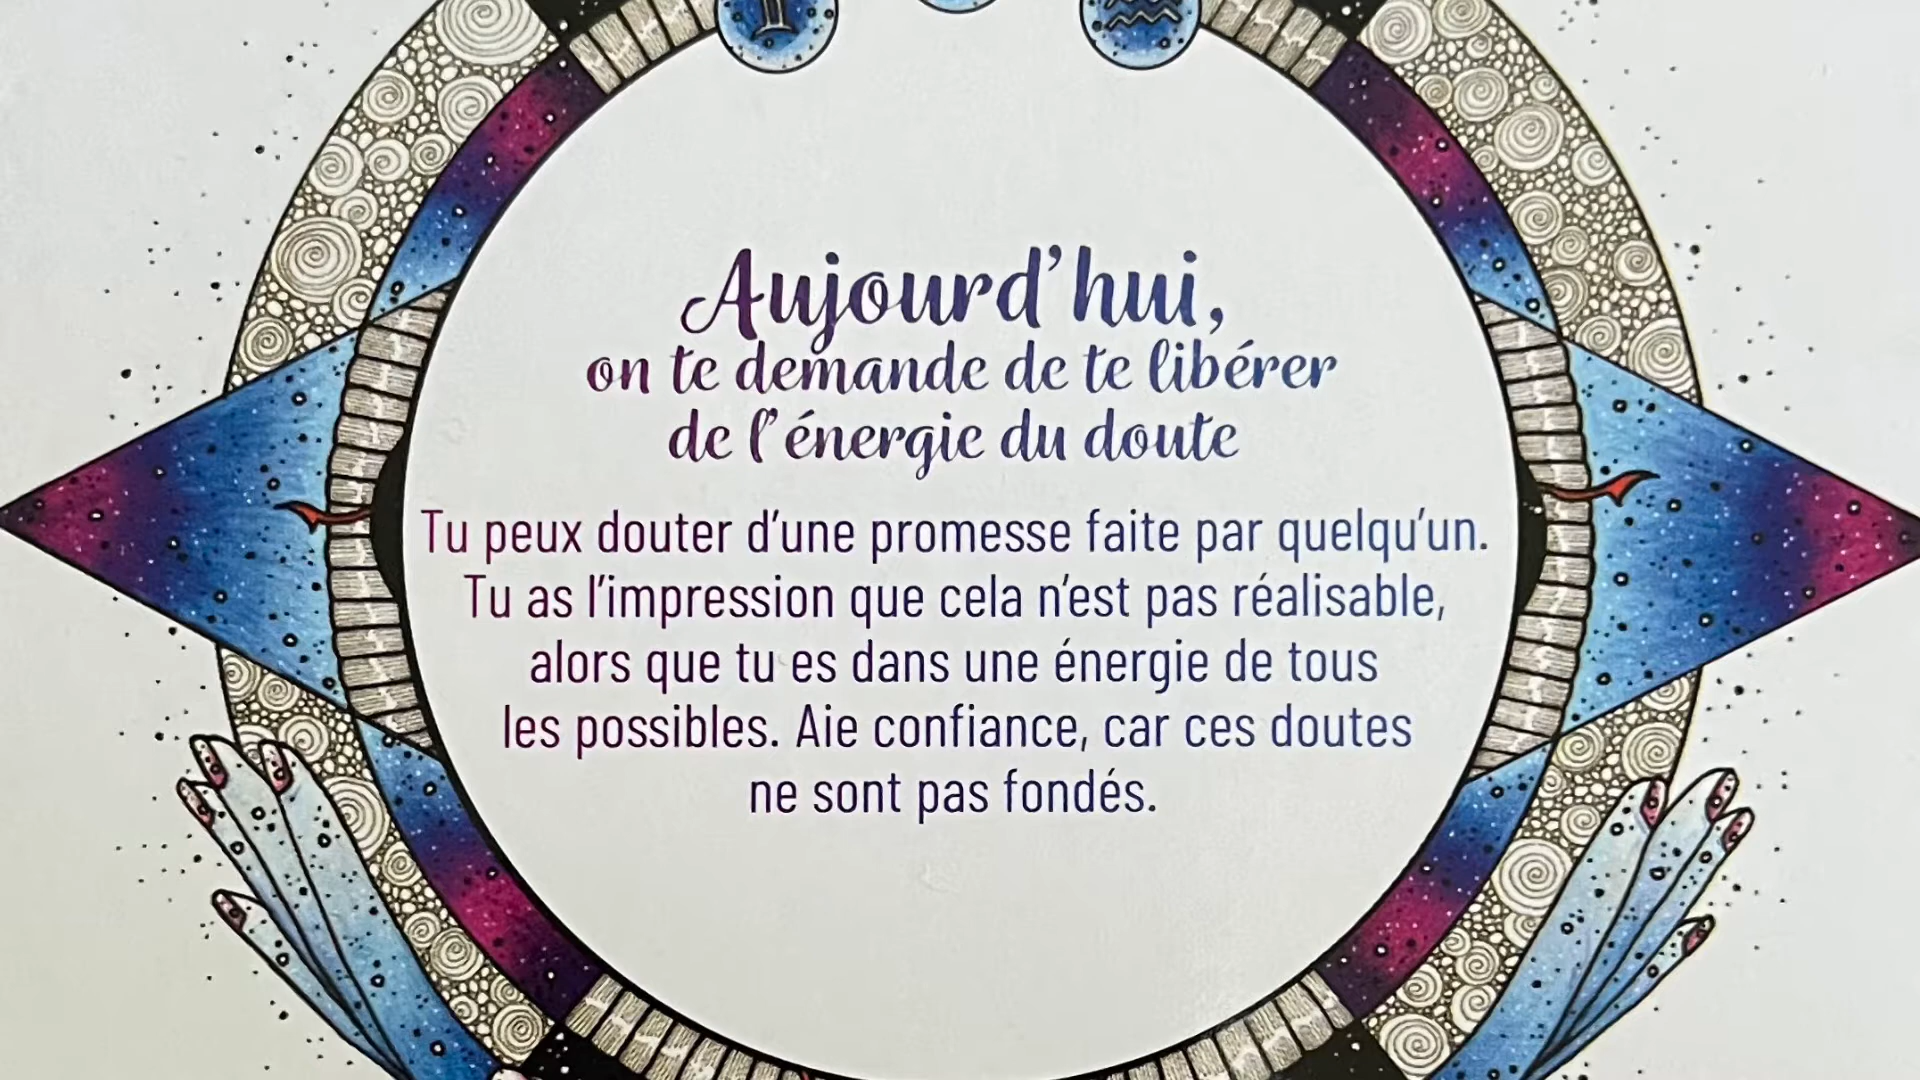 Aujourd'hui,
on te demande de te libérer
de l'énergie du doute
Tu peux douter d'une promesse faite par quelqu'un.
Tu as l'impression que cela n'est pas réalisable,
alors que tu es dans une énergie de tous
les possibles. Aie confiance, car ces doutes
ne sont pas fondés.